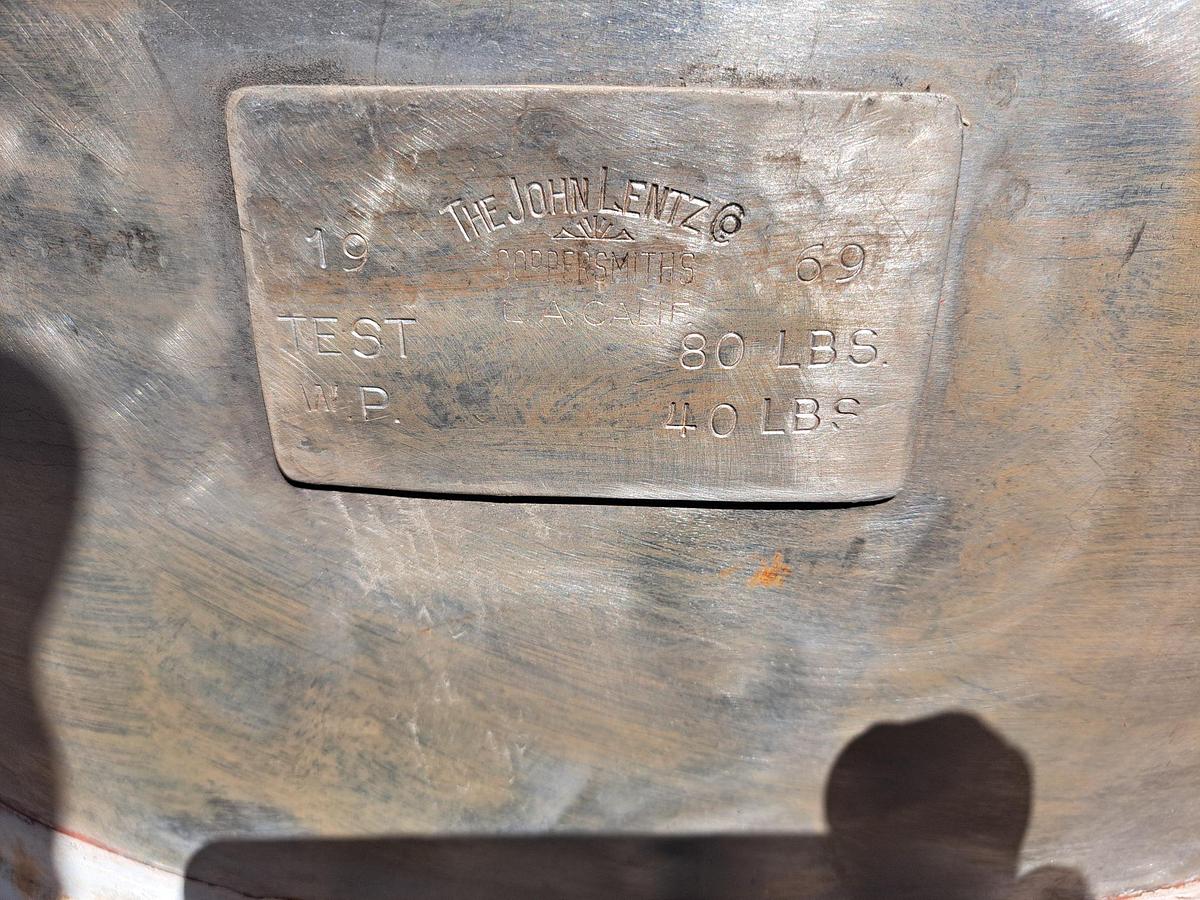 THE JOHN LENTZ Co
19 COPPERSMITHS 69
L.A. CALIF
TEST 80 LBS.
W.P. 40 LBS